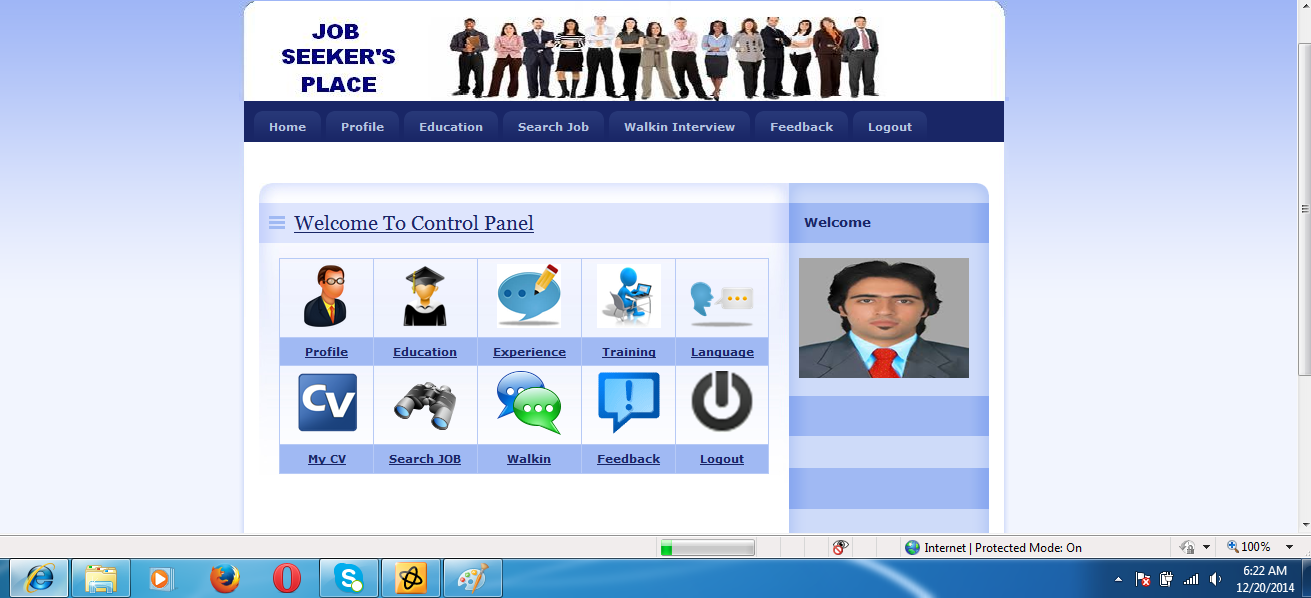 JOB
SEEKER'S
PLACE
Home Profile Education Search Job Walkin Interview Feedback Logout
Welcome To Control Panel
Welcome
Profile Education Experience Training Language
CV
My CV Search JOB Walkin Feedback Logout
Internet | Protected Mode: On
100%
6:22 AM
12/20/2014